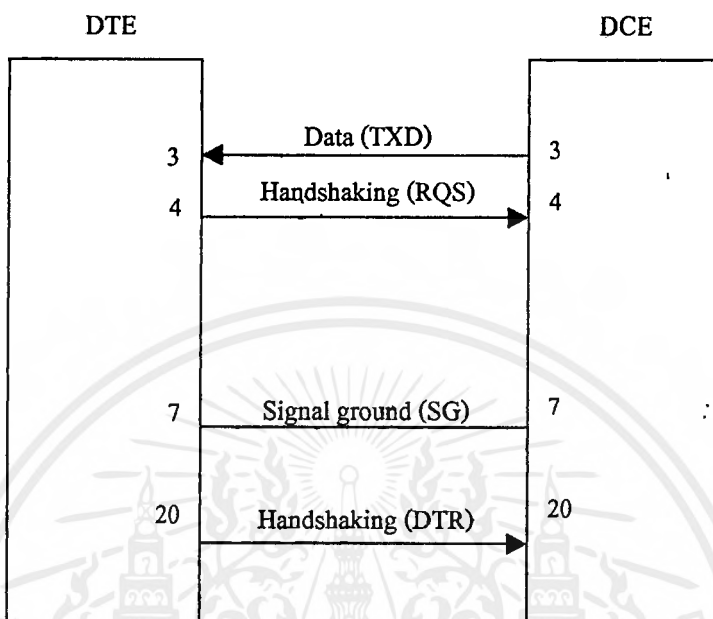 DTE DCE
Data (TXD)
3 3
Handshaking (RQS)
4 4
Signal ground (SG)
7 7
Handshaking (DTR)
20 20